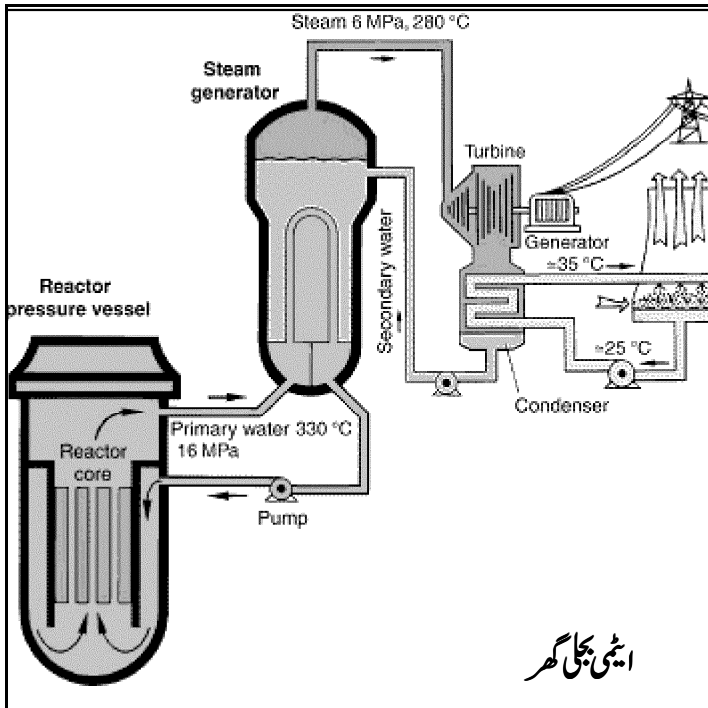 Steam 6 MPa, 280 °C
Steam
generator
Turbine
Generator
≃35 °C
Secondary water
Reactor
pressure vessel
≃25 °C
Condenser
Primary water 330 °C
16 MPa
Reactor
core
Pump
ایٹمی بجلی گھر